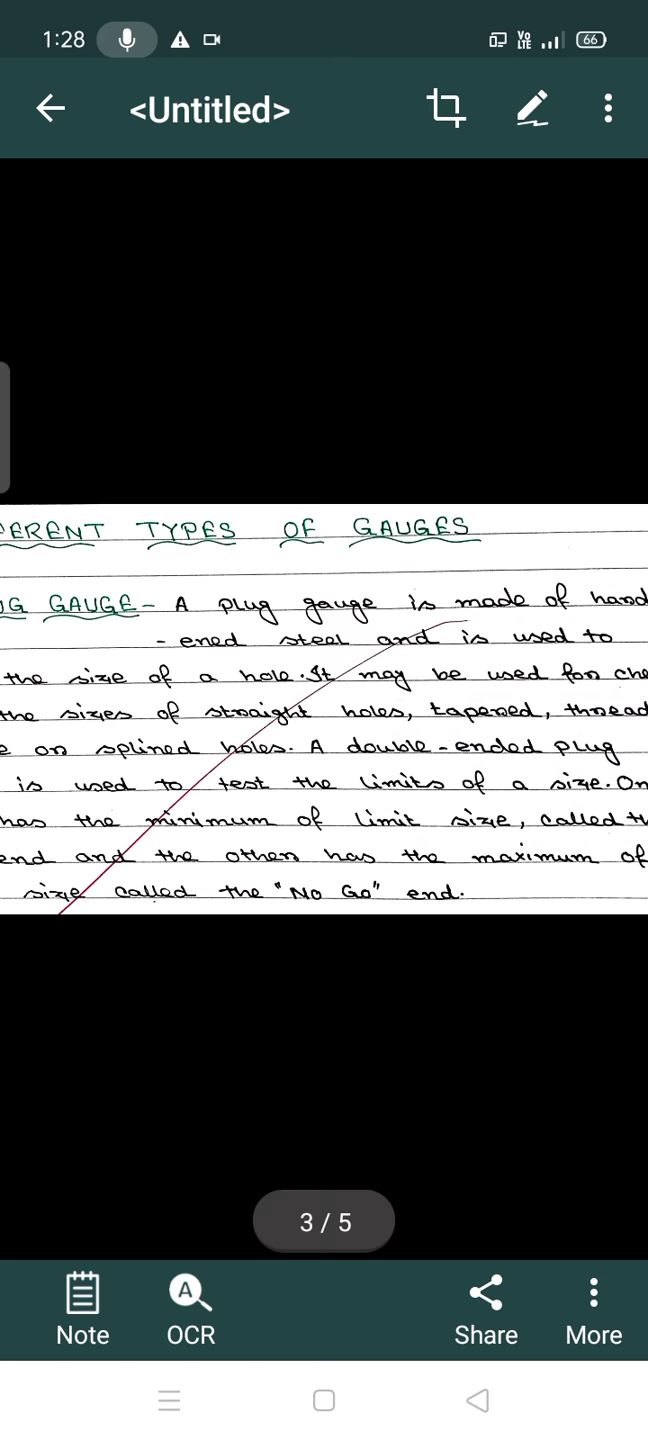 1:28 Vo LTE 66
<Untitled>
ERENT TYPES OF GAUGES
UG GAUGE- A plug gauge is made of hard
-ened steel and is used to
the size of a hole. It may be used for che
the sizes of straight holes, tapered, thread
e or splined holes. A double-ended plug
is used to test the limits of a size. On
has the minimum of limit size, called th
end and the other has the maximum of
size called the "No Go" end.
3 / 5
A
Note OCR Share More